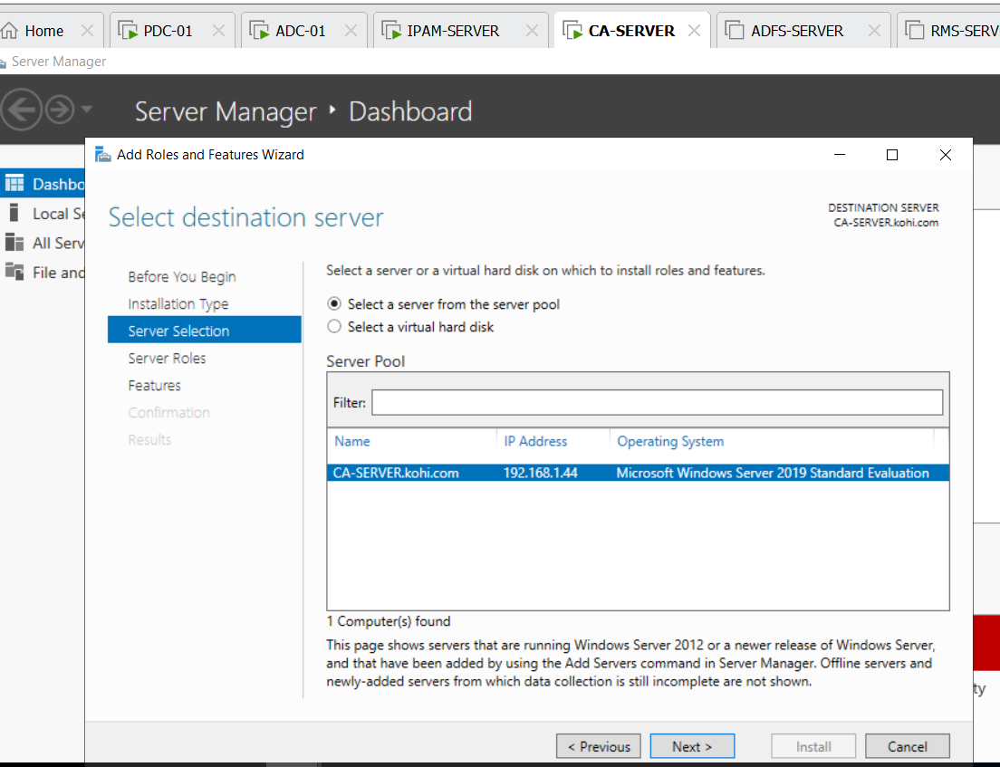 Home
PDC-01
ADC-01
IPAM-SERVER
CA-SERVER
ADFS-SERVER
RMS-SERV
Server Manager
Server Manager Dashboard
Add Roles and Features Wizard
Dashbo
Local Se
All Serv
File and
Select destination server
DESTINATION SERVER
CA-SERVER.kohi.com
Before You Begin
Installation Type
Server Selection
Server Roles
Features
Confirmation
Results
Select a server or a virtual hard disk on which to install roles and features.
Select a server from the server pool
Select a virtual hard disk
Server Pool
Filter:
Name IP Address Operating System
CA-SERVER.kohi.com 192.168.1.44 Microsoft Windows Server 2019 Standard Evaluation
1 Computer(s) found
This page shows servers that are running Windows Server 2012 or a newer release of Windows Server,
and that have been added by using the Add Servers command in Server Manager. Offline servers and
newly-added servers from which data collection is still incomplete are not shown.
ty
< Previous
Next >
Install
Cancel